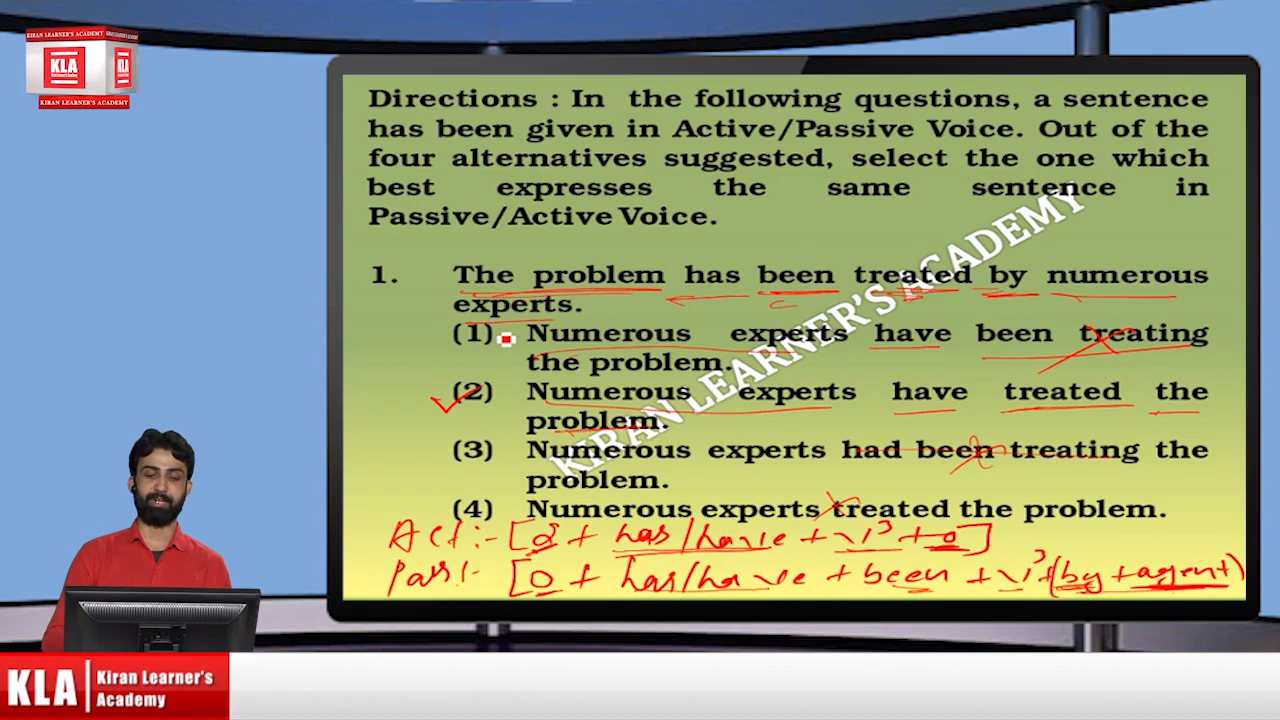 KIRAN LEARNER'S ACADEMY
KLA
KIRAN LEARNER'S ACADEMY
Directions : In the following questions, a sentence
has been given in Active/Passive Voice. Out of the
four alternatives suggested, select the one which
best expresses the same sentence in
Passive/Active Voice.
1. The problem has been treated by numerous
experts.
(1) Numerous experts have been treating
the problem.
(2) Numerous experts have treated the
problem.
(3) Numerous experts had been treating the
problem.
(4) Numerous experts treated the problem.
Act:- [ + has/have + v³ + o]
Pass:- [o + has/have + been + v³ + (by + agent)
KIRAN LEARNER'S ACADEMY
KLA Kiran Learner's
Academy